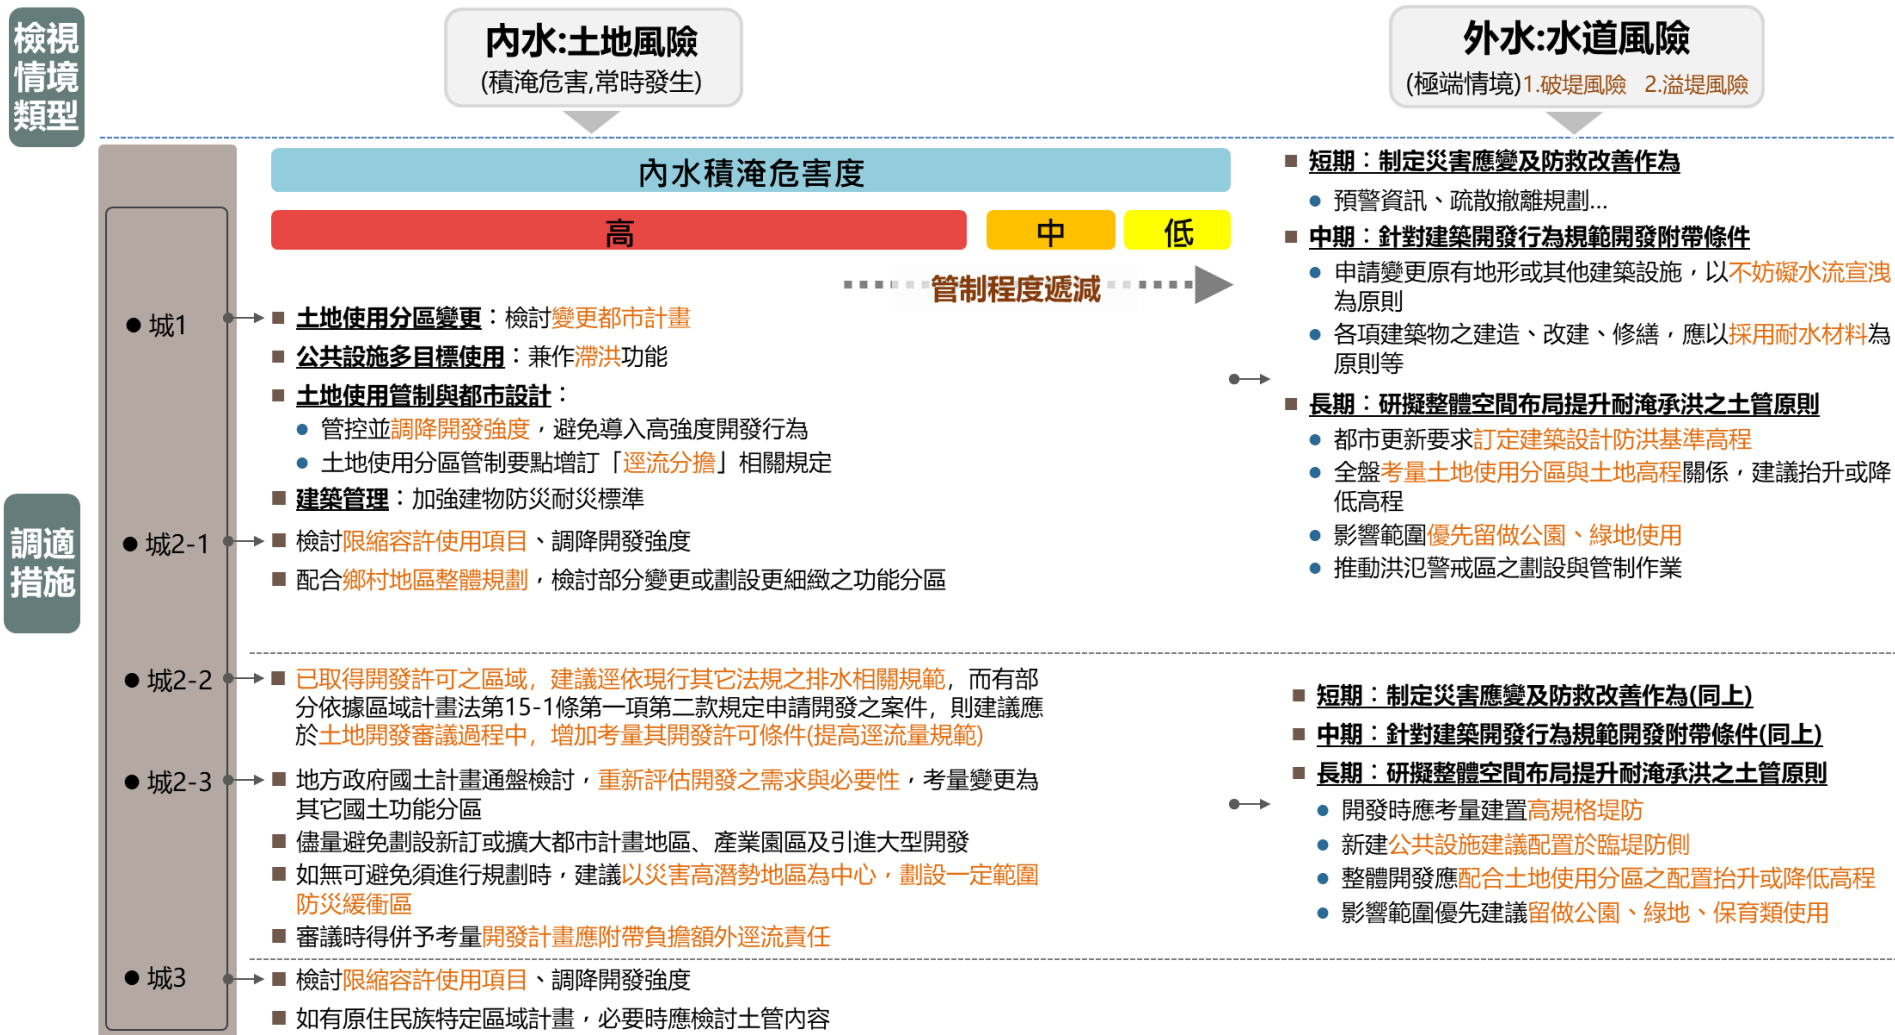 檢視
情境
類型
內水:土地風險
(積淹危害,常時發生)
外水:水道風險
(極端情境)1.破堤風險 2.溢堤風險
調適
措施
內水積淹危害度
高
中
低
管制程度遞減
●城1
■ 土地使用分區變更：檢討變更都市計畫
■ 公共設施多目標使用：兼作滯洪功能
■ 土地使用管制與都市設計：
● 管控並調降開發強度，避免導入高強度開發行為
● 土地使用分區管制要點增訂「逕流分擔」相關規定
■ 建築管理：加強建物防災耐災標準
●城2-1
■ 檢討限縮容許使用項目、調降開發強度
■ 配合鄉村地區整體規劃，檢討部分變更或劃設更細緻之功能分區
●城2-2
■ 已取得開發許可之區域，建議逕依現行其它法規之排水相關規範，而有部
分依據區域計畫法第15-1條第一項第二款規定申請開發之案件，則建議應
於土地開發審議過程中，增加考量其開發許可條件(提高逕流量規範)
●城2-3
■ 地方政府國土計畫通盤檢討，重新評估開發之需求與必要性，考量變更為
其它國土功能分區
■ 儘量避免劃設新訂或擴大都市計畫地區、產業園區及引進大型開發
■ 如無可避免須進行規劃時，建議以災害高潛勢地區為中心，劃設一定範圍
防災緩衝區
■ 審議時得併予考量開發計畫應附帶負擔額外逕流責任
●城3
■ 檢討限縮容許使用項目、調降開發強度
■ 如有原住民族特定區域計畫，必要時應檢討土管內容
■ 短期：制定災害應變及防救改善作為
● 預警資訊、疏散撤離規劃...
■ 中期：針對建築開發行為規範開發附帶條件
● 申請變更原有地形或其他建築設施，以不妨礙水流宣洩
為原則
● 各項建築物之建造、改建、修繕，應以採用耐水材料為
原則等
■ 長期：研擬整體空間布局提升耐淹承洪之土管原則
● 都市更新要求訂定建築設計防洪基準高程
● 全盤考量土地使用分區與土地高程關係，建議抬升或降
低高程
● 影響範圍優先留做公園、綠地使用
● 推動洪氾警戒區之劃設與管制作業
■ 短期：制定災害應變及防救改善作為(同上)
■ 中期：針對建築開發行為規範開發附帶條件(同上)
■ 長期：研擬整體空間布局提升耐淹承洪之土管原則
● 開發時應考量建置高規格堤防
● 新建公共設施建議配置於臨堤防側
● 整體開發應配合土地使用分區之配置抬升或降低高程
● 影響範圍優先建議留做公園、綠地、保育類使用